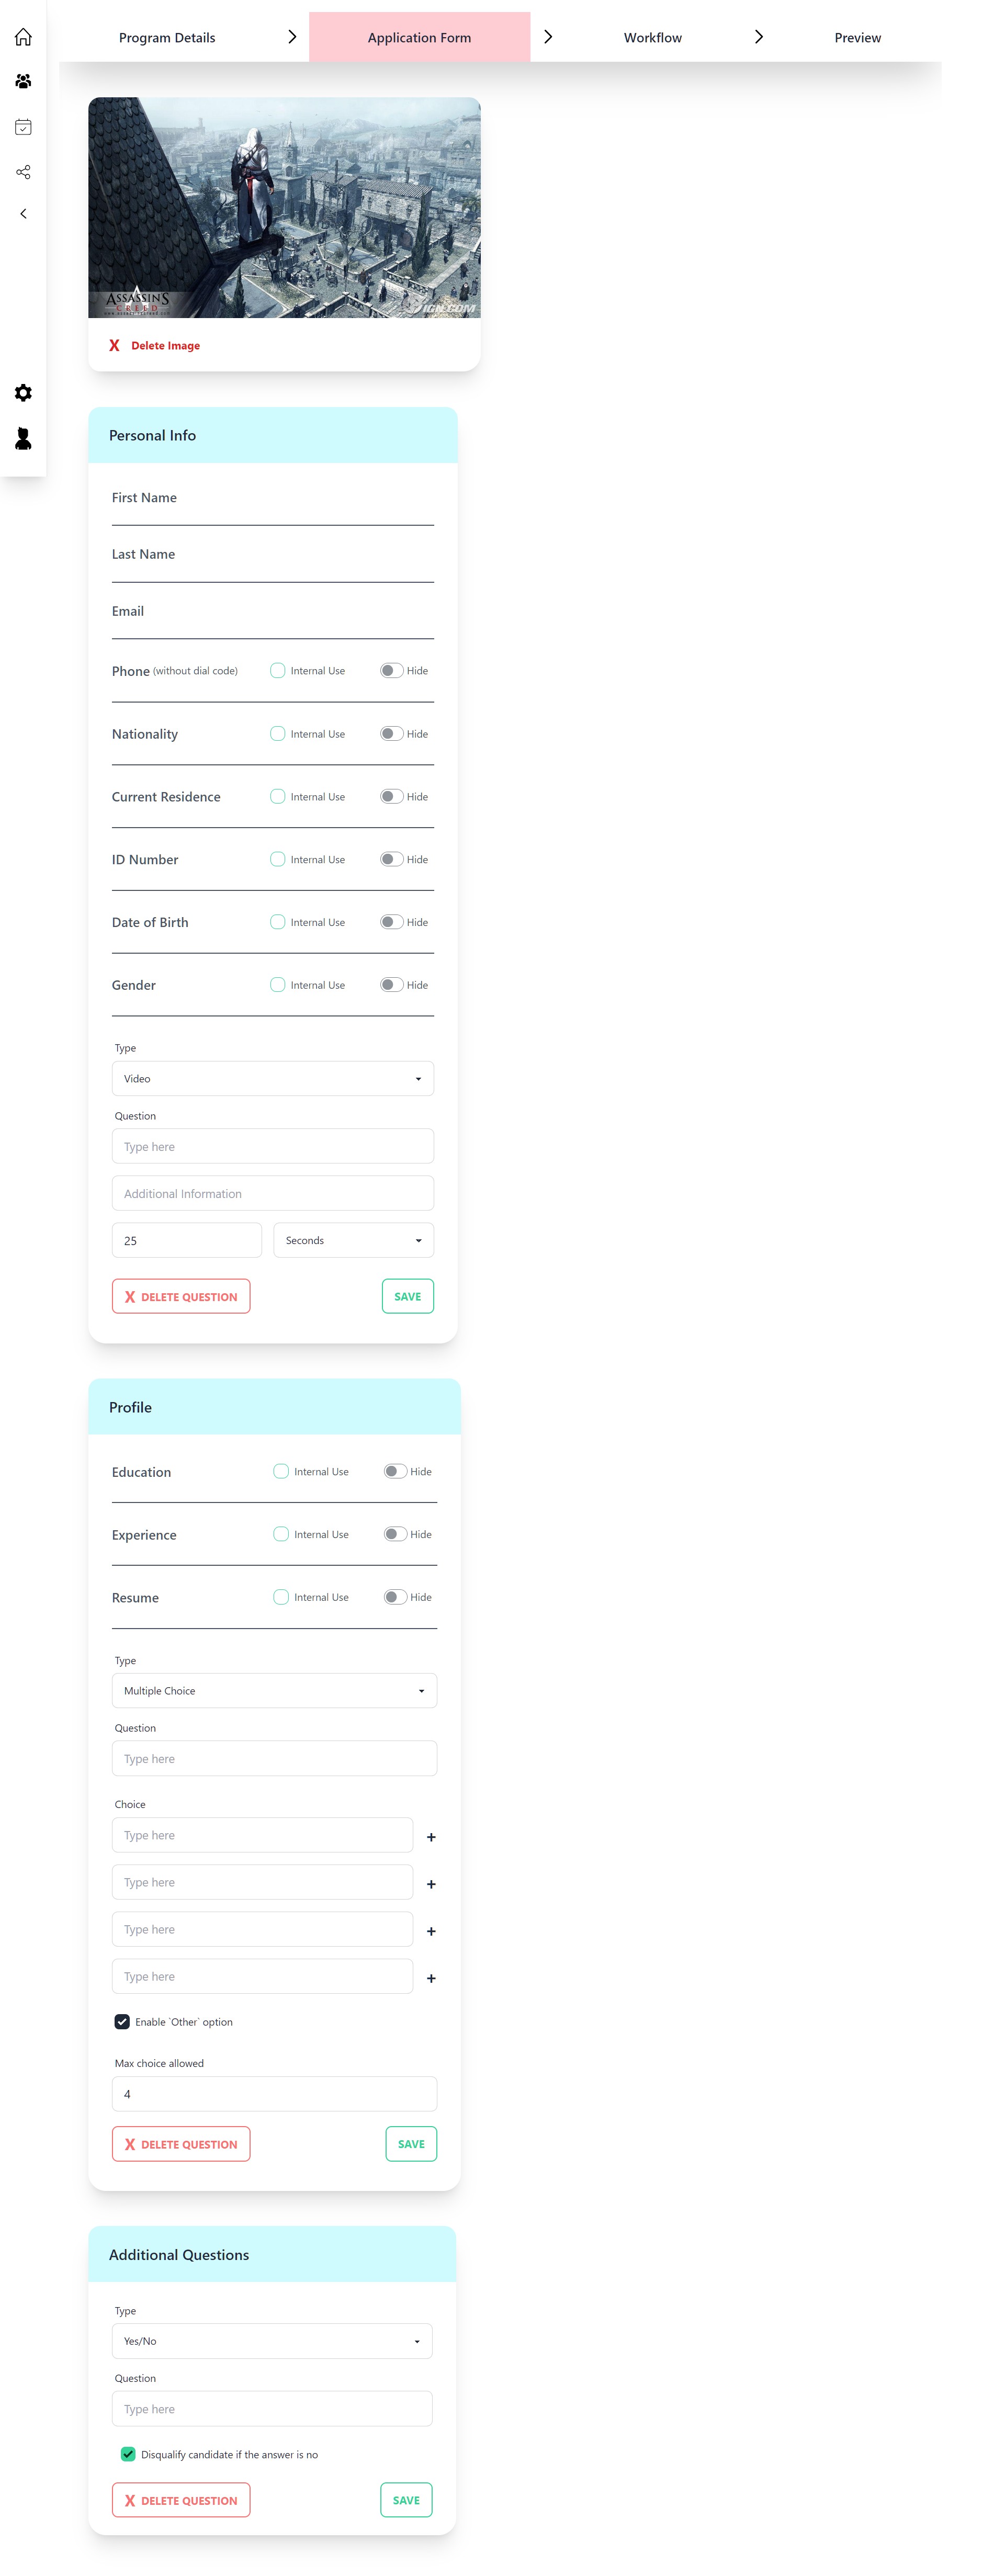 Program Details
Application Form
Workflow
Preview
ASSASSINS
CREED
IGN.COM
X Delete Image
Personal Info
First Name
Last Name
Email
Phone (without dial code) Internal Use Hide
Nationality Internal Use Hide
Current Residence Internal Use Hide
ID Number Internal Use Hide
Date of Birth Internal Use Hide
Gender Internal Use Hide
Type
Video
Question
Type here
Additional Information
25 Seconds
X DELETE QUESTION SAVE
Profile
Education Internal Use Hide
Experience Internal Use Hide
Resume Internal Use Hide
Type
Multiple Choice
Question
Type here
Choice
Type here +
Type here +
Type here +
Type here +
Enable `Other` option
Max choice allowed
4
X DELETE QUESTION SAVE
Additional Questions
Type
Yes/No
Question
Type here
Disqualify candidate if the answer is no
X DELETE QUESTION SAVE